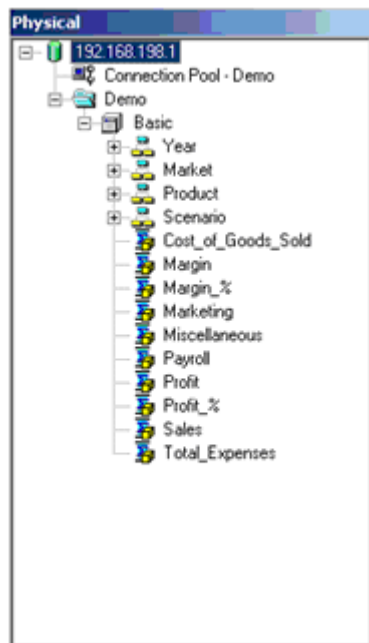 Physical
192.168.198.1
Connection Pool - Demo
Demo
Basic
Year
Market
Product
Scenario
Cost_of_Goods_Sold
Margin
Margin_%
Marketing
Miscellaneous
Payroll
Profit
Profit_%
Sales
Total_Expenses